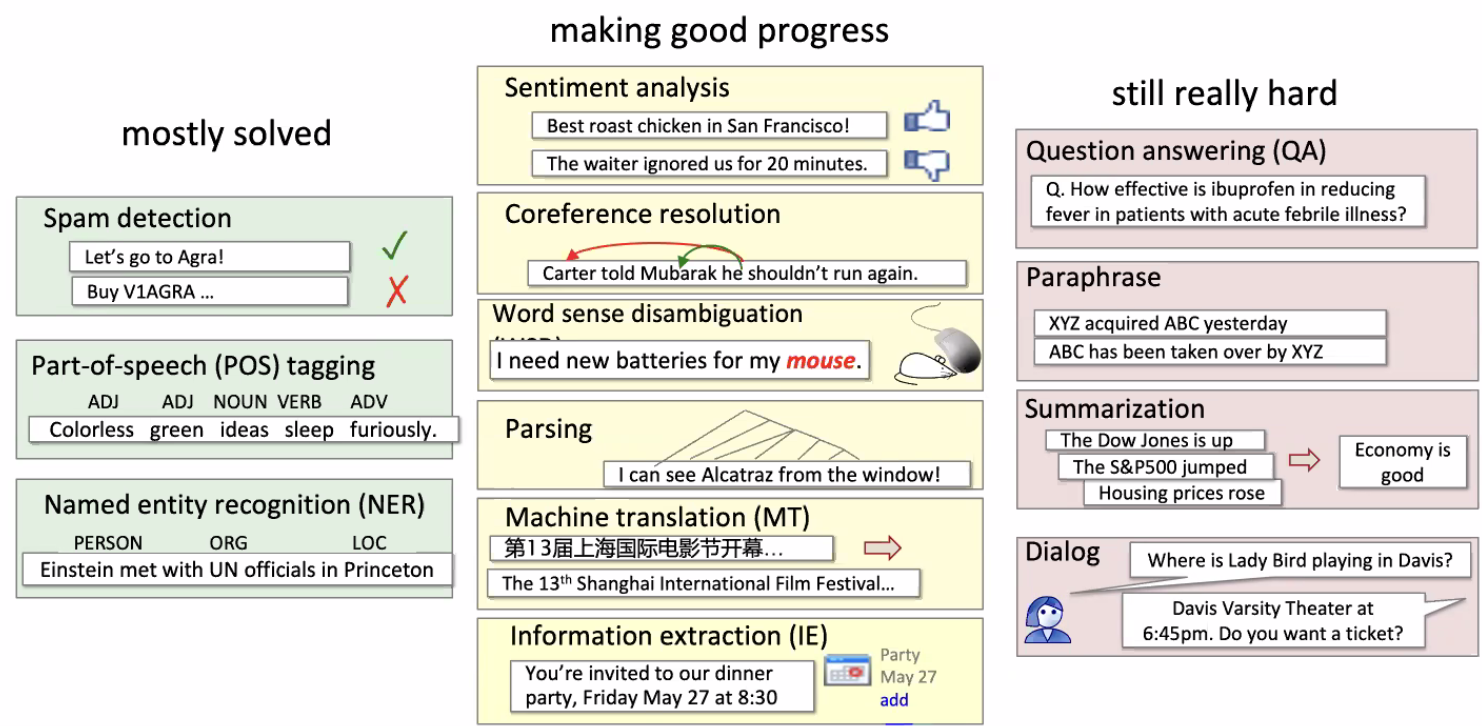 making good progress
mostly solved
still really hard
Spam detection
Let's go to Agra!
Buy V1AGRA ...
Part-of-speech (POS) tagging
ADJ ADJ NOUN VERB ADV
Colorless green ideas sleep furiously.
Named entity recognition (NER)
PERSON ORG LOC
Einstein met with UN officials in Princeton
Sentiment analysis
Best roast chicken in San Francisco!
The waiter ignored us for 20 minutes.
Coreference resolution
Carter told Mubarak he shouldn't run again.
Word sense disambiguation
I need new batteries for my mouse.
Parsing
I can see Alcatraz from the window!
Machine translation (MT)
第13届上海国际电影节开幕...
The 13th Shanghai International Film Festival...
Information extraction (IE)
You're invited to our dinner
party, Friday May 27 at 8:30
Party
May 27
add
Question answering (QA)
Q. How effective is ibuprofen in reducing
fever in patients with acute febrile illness?
Paraphrase
XYZ acquired ABC yesterday
ABC has been taken over by XYZ
Summarization
The Dow Jones is up
The S&P500 jumped
Housing prices rose
Economy is
good
Dialog
Where is Lady Bird playing in Davis?
Davis Varsity Theater at
6:45pm. Do you want a ticket?